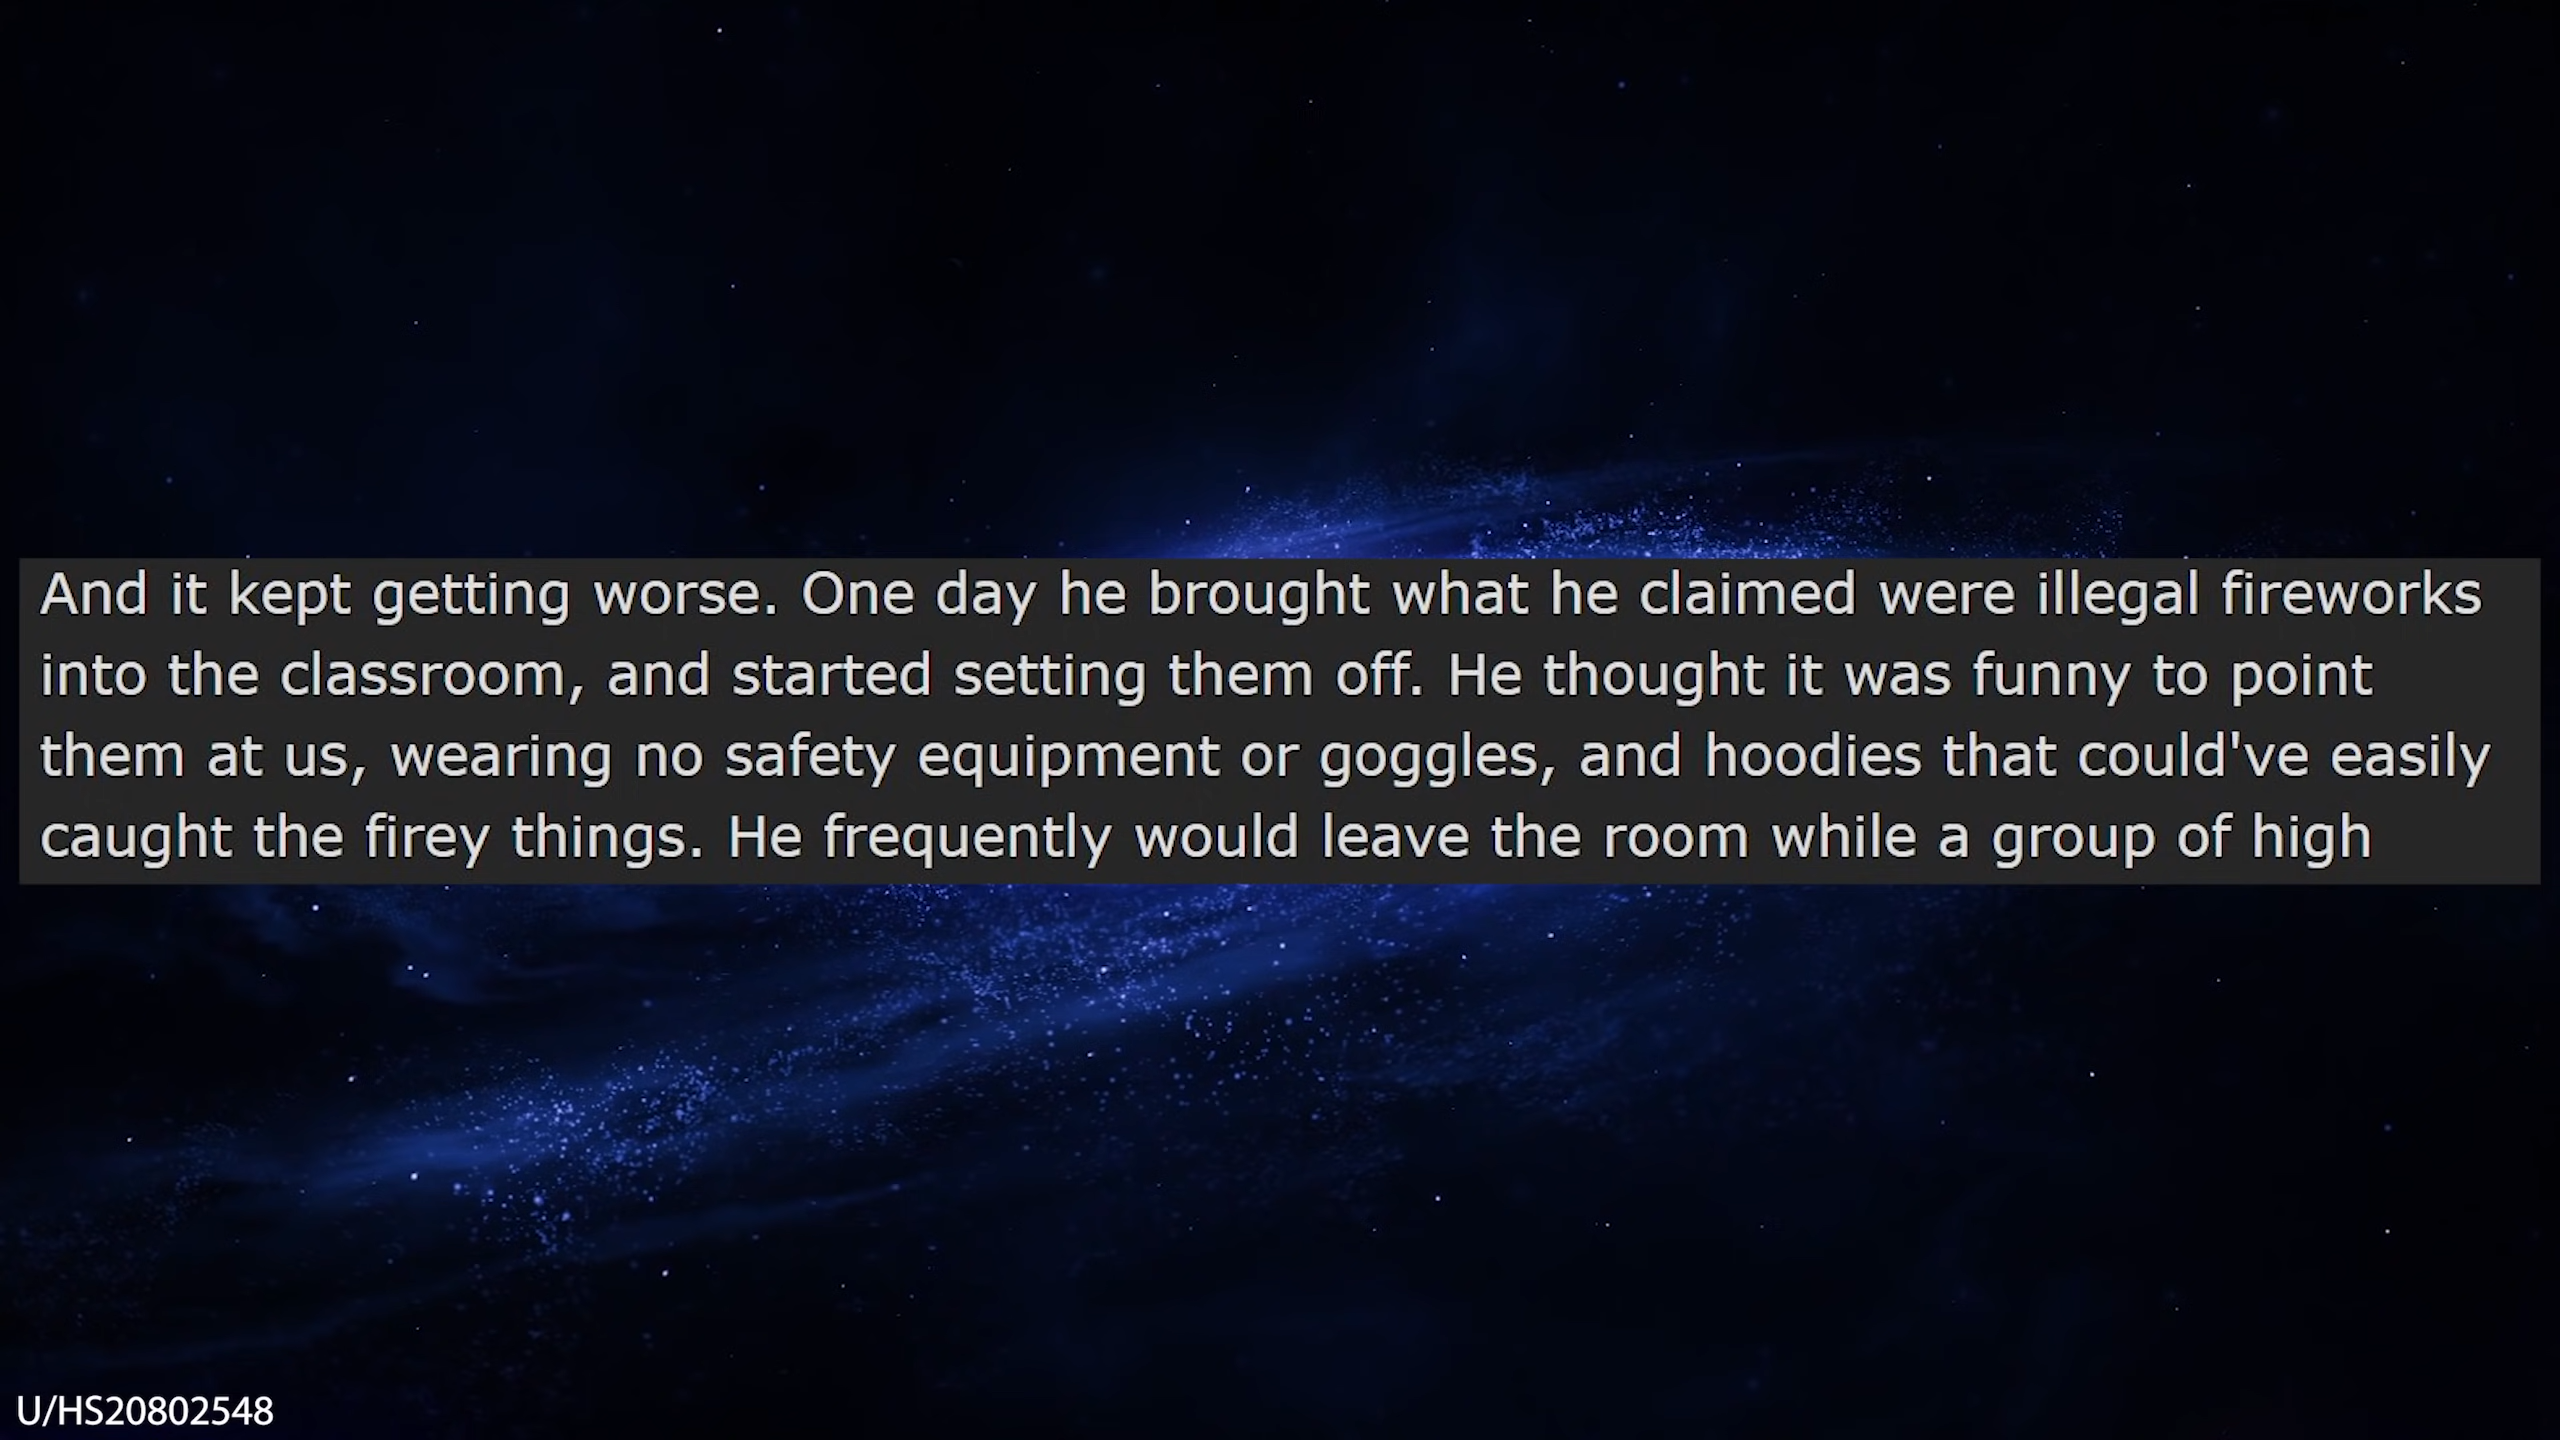 And it kept getting worse. One day he brought what he claimed were illegal fireworks
into the classroom, and started setting them off. He thought it was funny to point
them at us, wearing no safety equipment or goggles, and hoodies that could've easily
caught the firey things. He frequently would leave the room while a group of high
U/HS20802548